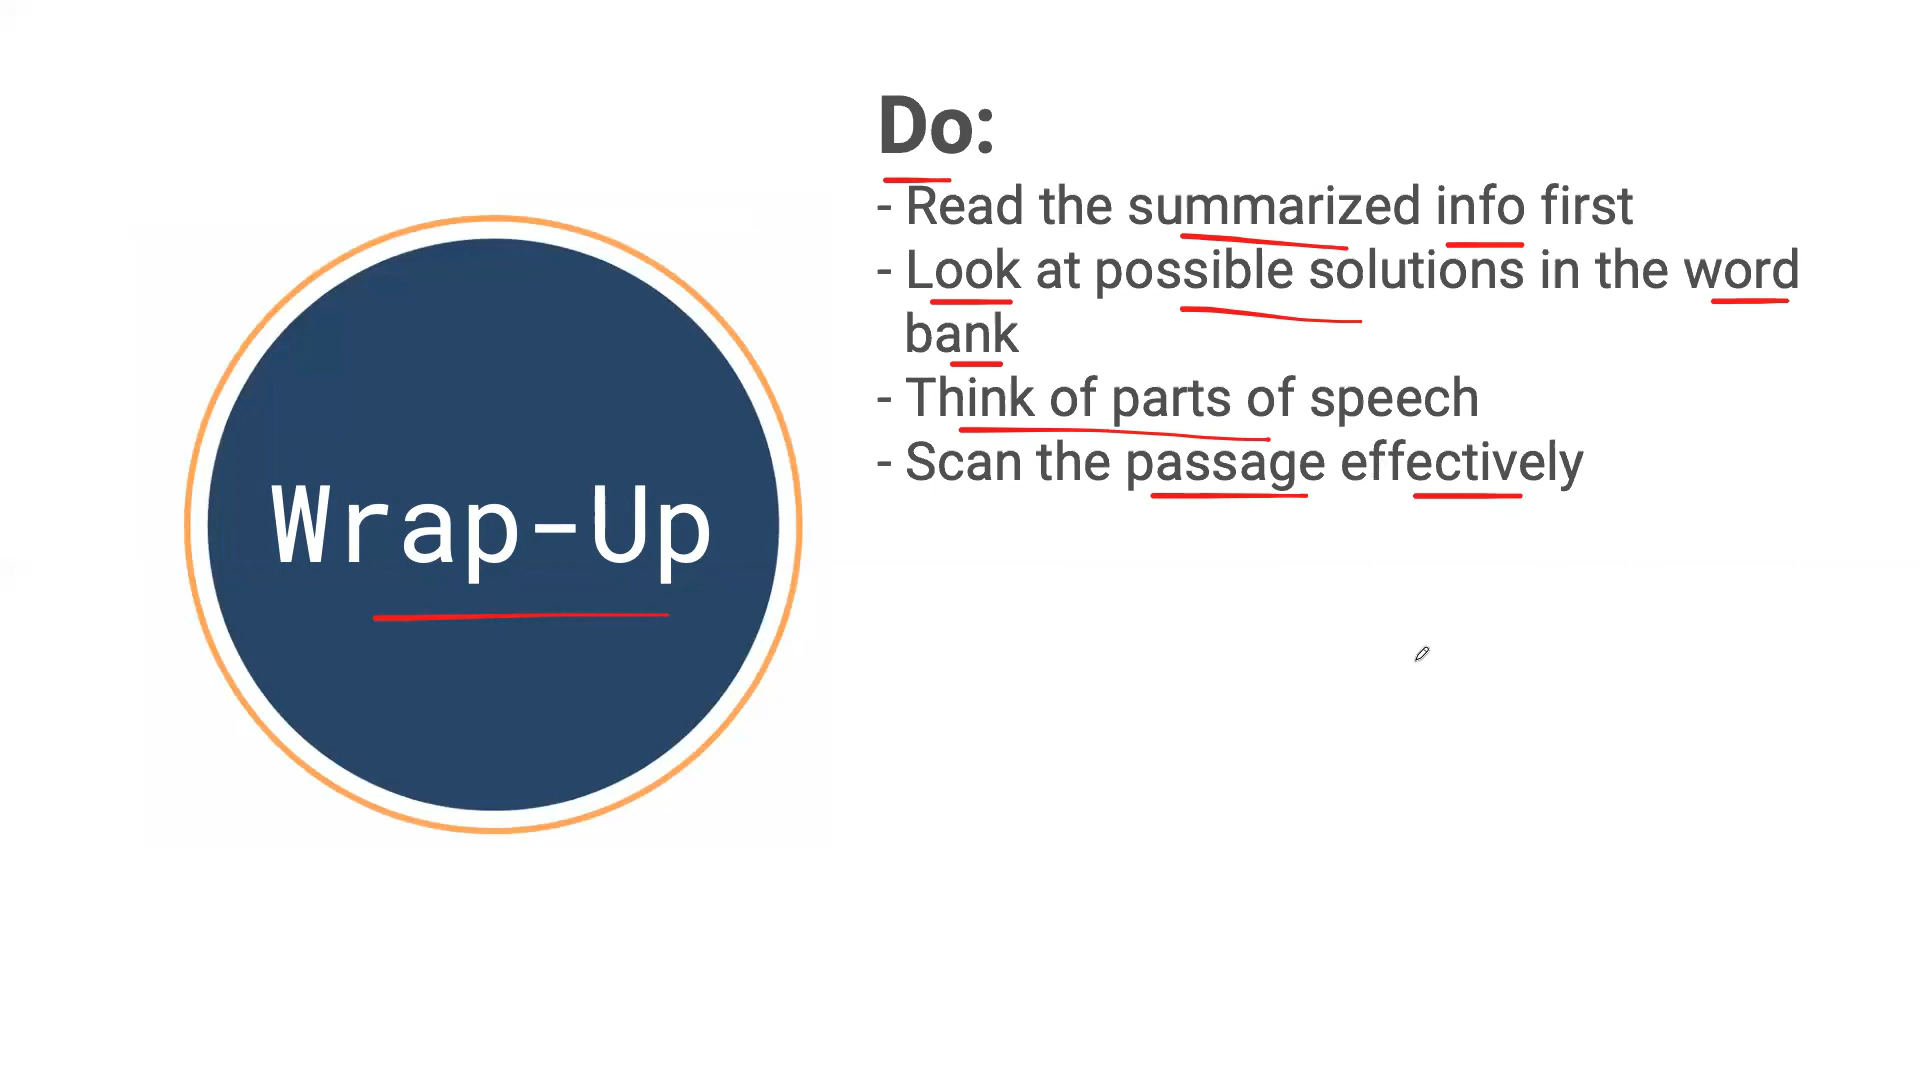 Wrap-Up
Do:
- Read the summarized info first
- Look at possible solutions in the word
bank
- Think of parts of speech
- Scan the passage effectively